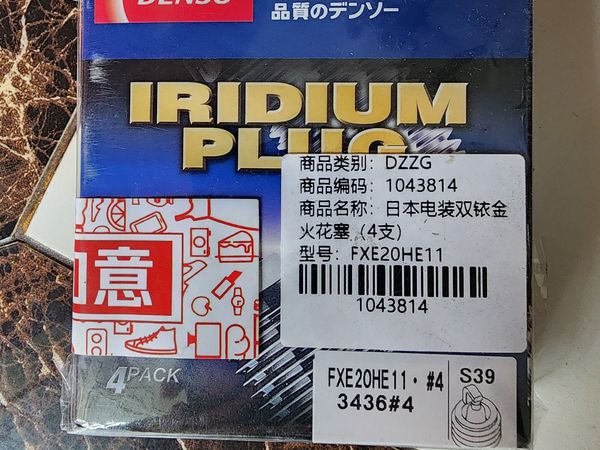 DENSO
品質のデンソー
IRIDIUM
PLUG
商品类别：DZZG
商品编码：1043814
商品名称：日本电装双铱金
火花塞（4支）
型号：FXE20HE11
1043814
意
4PACK
FXE20HE11・#4
3436#4
S39